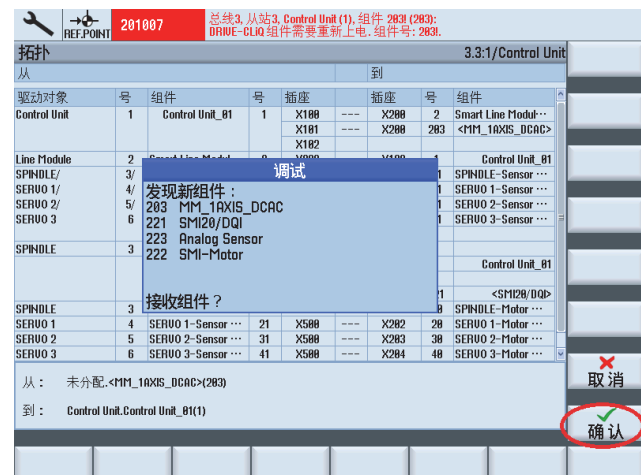 REF.POINT
201007
总线3, 从站3, Control Unit (1), 组件 203! (203):
DRIVE-CLiQ 组件需要重新上电. 组件号: 203!.
拓扑 3.3:1/Control Unit
从 到
驱动对象 号 组件 号 插座 插座 号 组件
Control Unit 1 Control Unit_01 1 X100 --- X200 2 Smart Line Modul···
X101 --- X200 203 <MM_1AXIS_DCAC>
X102
Line Module 2 Control Unit_01
SPINDLE/ 3/ 1 SPINDLE-Sensor ···
SERVO 1/ 4/ 1 SERVO 1-Sensor ···
SERVO 2/ 5/ 1 SERVO 2-Sensor ···
SERVO 3 6 1 SERVO 3-Sensor ···
SPINDLE 3
Control Unit_01
<SMI20/DQI>
SPINDLE 3 SPINDLE-Motor ···
SERVO 1 4 SERVO 1-Sensor ··· 21 X500 --- X202 20 SERVO 1-Motor ···
SERVO 2 5 SERVO 2-Sensor ··· 31 X500 --- X203 30 SERVO 2-Motor ···
SERVO 3 6 SERVO 3-Sensor ··· 41 X500 --- X204 40 SERVO 3-Motor ···
调试
发现新组件：
203 MM_1AXIS_DCAC
221 SMI20/DQI
223 Analog Sensor
222 SMI-Motor
接收组件？
从： 未分配.<MM_1AXIS_DCAC>(203)
到： Control Unit.Control Unit_01(1)
取消
确认